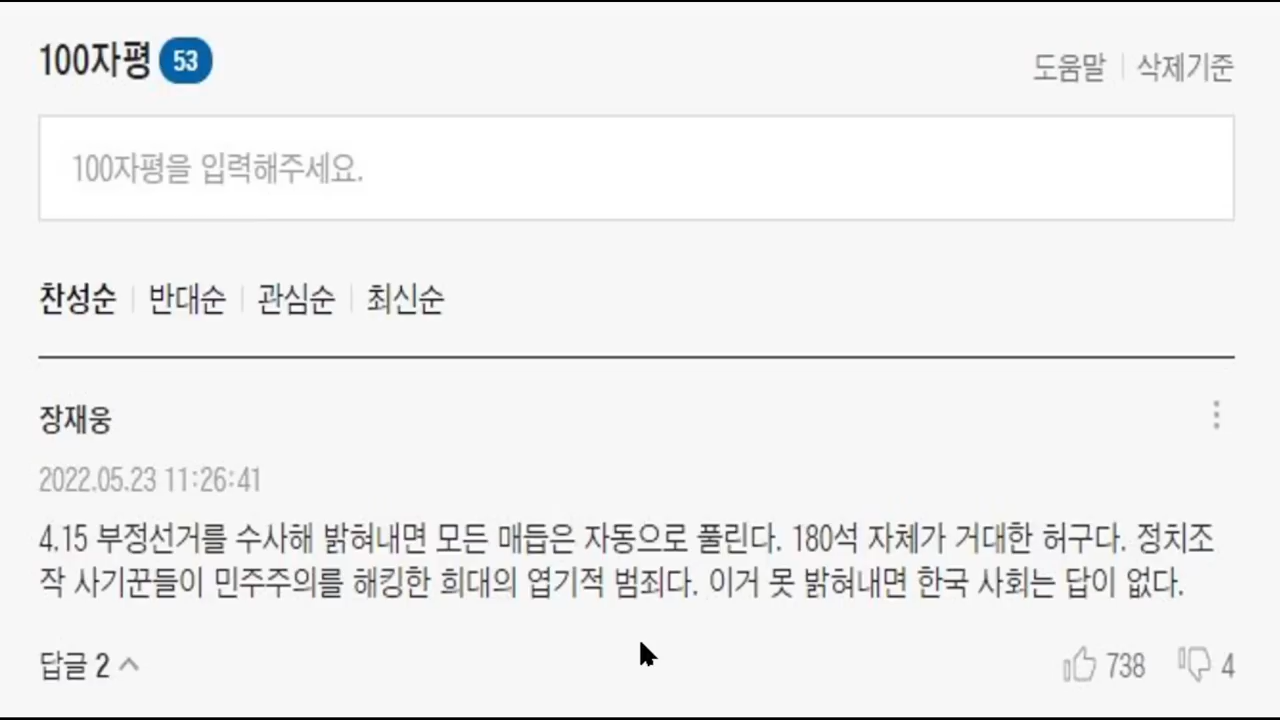 100자평 53
도움말 | 삭제기준
100자평을 입력해주세요.
찬성순 | 반대순 | 관심순 | 최신순
장재웅
2022.05.23 11:26:41
4.15 부정선거를 수사해 밝혀내면 모든 매듭은 자동으로 풀린다. 180석 자체가 거대한 허구다. 정치조
작 사기꾼들이 민주주의를 해킹한 희대의 엽기적 범죄다. 이거 못 밝혀내면 한국 사회는 답이 없다.
답글 2
738 4